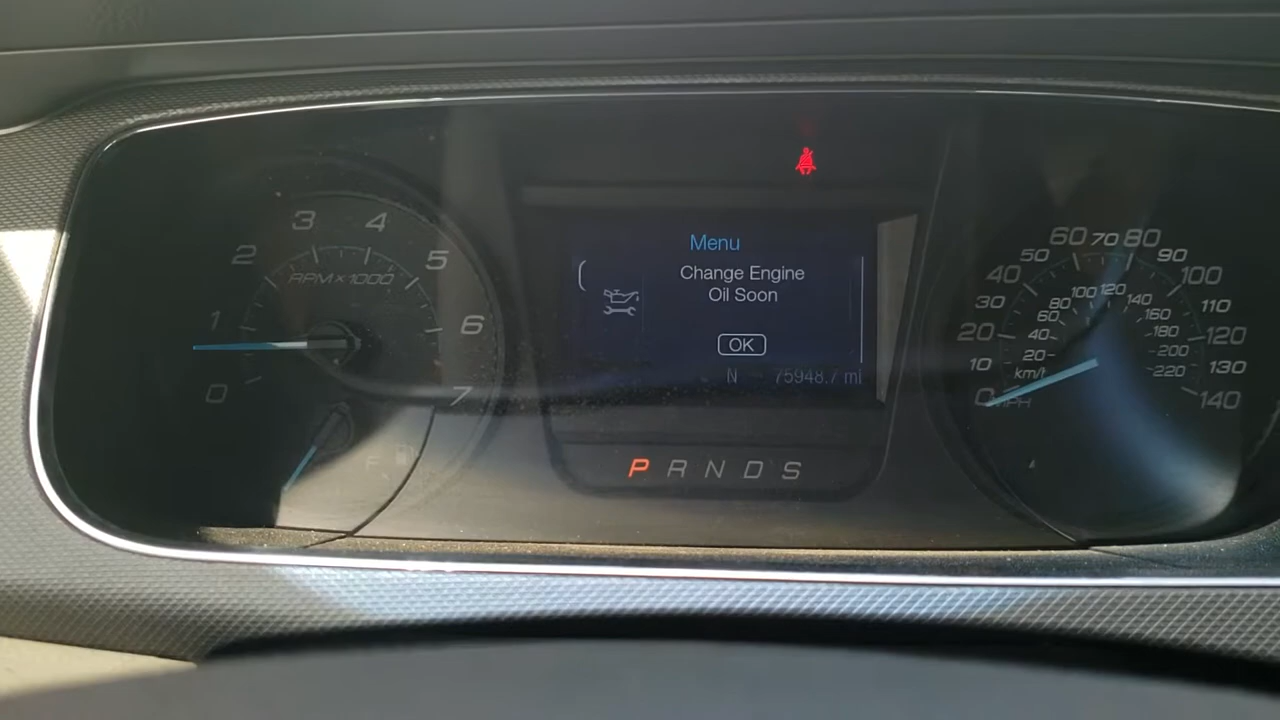 Menu
Change Engine
Oil Soon
OK
N 75948.7 mi
P R N D S
0 1 2 3 4 5 6 7
RPM×1000
F
0 10 20 30 40 50 60 70 80 90 100 110 120 130 140
20 40 60 80 100 120 140 160 180 200 220
km/h
MPH